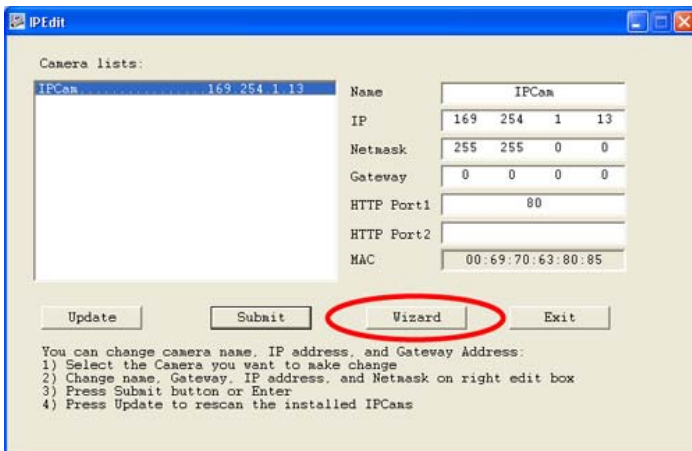 IPEdit
Camera lists:
IPCam................169.254.1.13
Name IPCam
IP 169 254 1 13
Netmask 255 255 0 0
Gateway 0 0 0 0
HTTP Port1 80
HTTP Port2
MAC 00:69:70:63:80:85
Update Submit Wizard Exit
You can change camera name, IP address, and Gateway Address:
1) Select the Camera you want to make change
2) Change name, Gateway, IP address, and Netmask on right edit box
3) Press Submit button or Enter
4) Press Update to rescan the installed IPCams